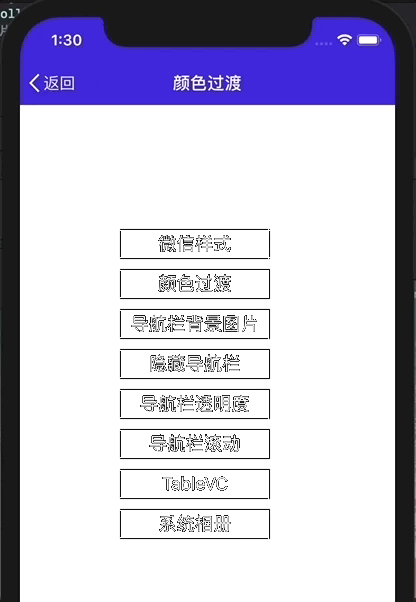 oll
1:30
返回
颜色过渡
微信样式
颜色过渡
导航栏背景图片
隐藏导航栏
导航栏透明度
导航栏滚动
TableVC
系统相册